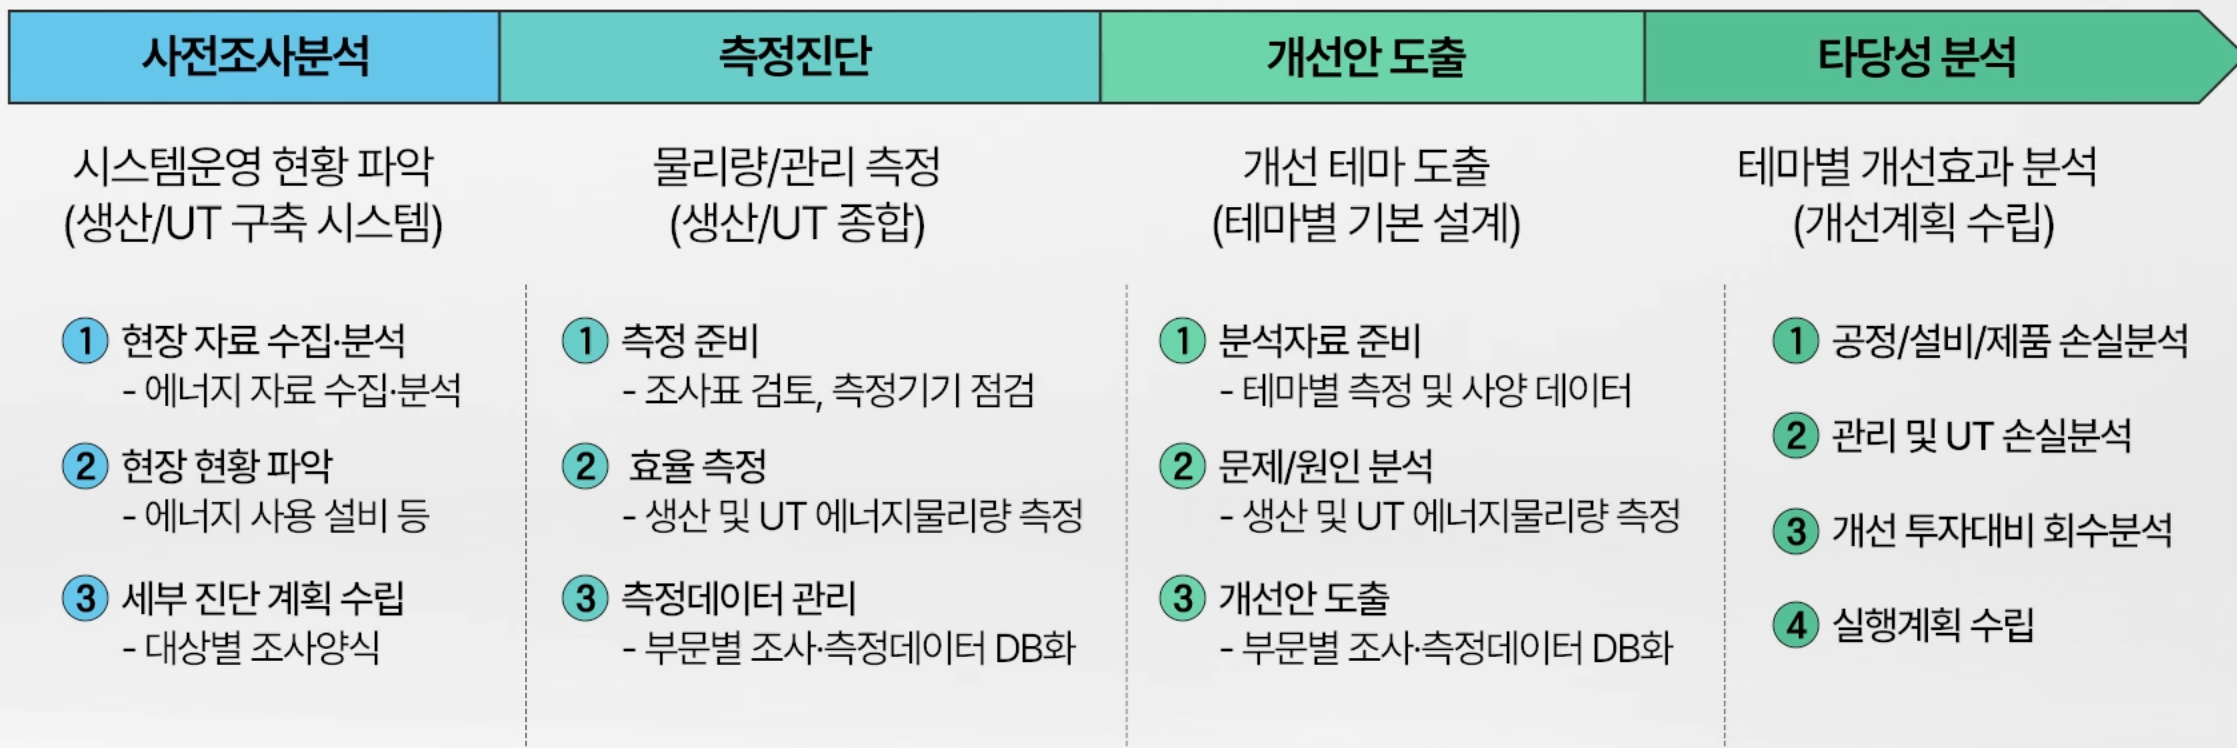 사전조사분석
시스템운영 현황 파악
(생산/UT 구축 시스템)
1 현장 자료 수집·분석
- 에너지 자료 수집·분석
2 현장 현황 파악
- 에너지 사용 설비 등
3 세부 진단 계획 수립
- 대상별 조사양식
측정진단
물리량/관리 측정
(생산/UT 종합)
1 측정 준비
- 조사표 검토, 측정기기 점검
2 효율 측정
- 생산 및 UT 에너지물리량 측정
3 측정데이터 관리
- 부문별 조사·측정데이터 DB화
개선안 도출
개선 테마 도출
(테마별 기본 설계)
1 분석자료 준비
- 테마별 측정 및 사양 데이터
2 문제/원인 분석
- 생산 및 UT 에너지물리량 측정
3 개선안 도출
- 부문별 조사·측정데이터 DB화
타당성 분석
테마별 개선효과 분석
(개선계획 수립)
1 공정/설비/제품 손실분석
2 관리 및 UT 손실분석
3 개선 투자대비 회수분석
4 실행계획 수립